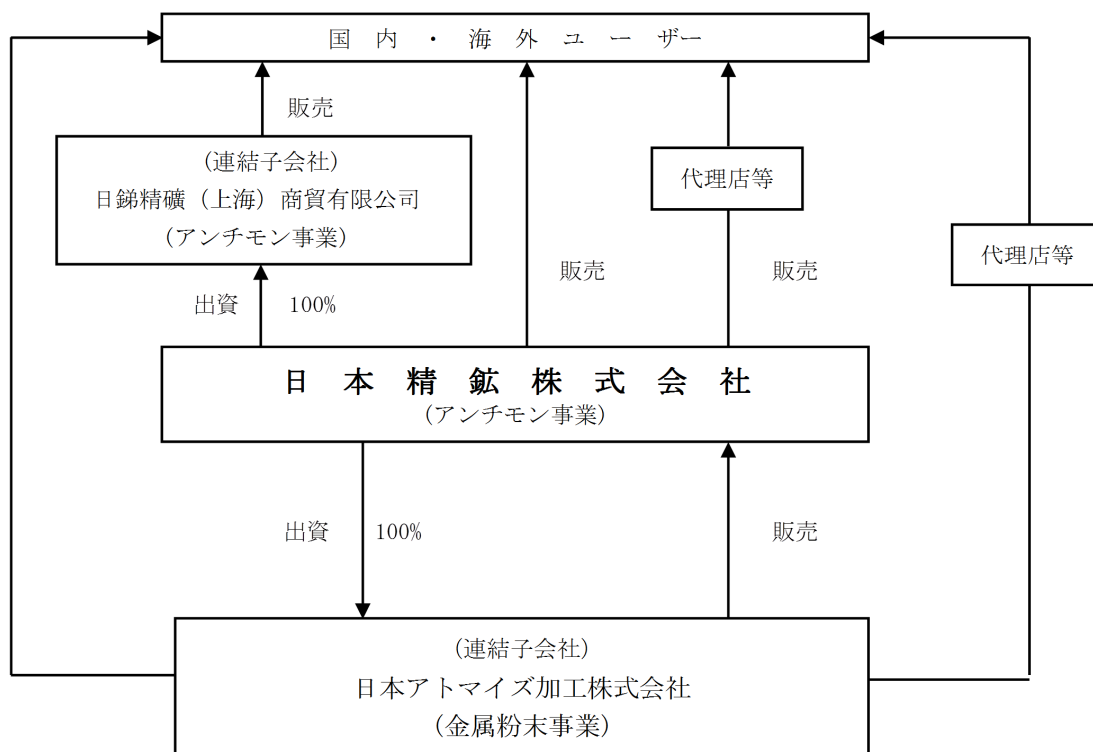 国内・海外ユーザー
販売
(連結子会社)
日銻精礦（上海）商貿有限公司
(アンチモン事業)
代理店等
代理店等
販売
販売
出資 100%
日本精鉱株式会社
(アンチモン事業)
出資 100%
販売
(連結子会社)
日本アトマイズ加工株式会社
(金属粉末事業)